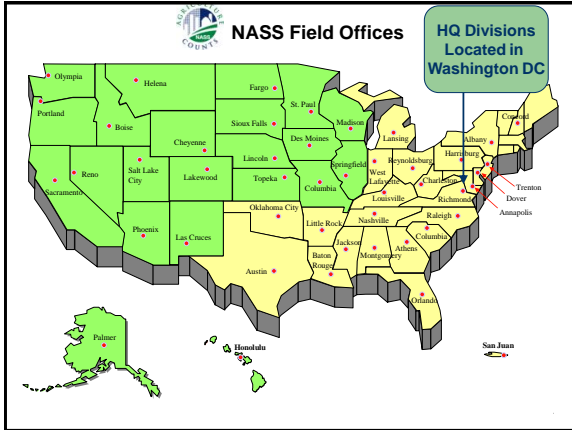 AGRICULTURE
NASS
COUNTS
NASS Field Offices
HQ Divisions
Located in
Washington DC
Olympia
Helena
Fargo
St. Paul
Concord
Portland
Boise
Sioux Falls
Madison
Lansing
Albany
Cheyenne
Des Moines
Harrisburg
Reno
Salt Lake
City
Lakewood
Lincoln
Topeka
Springfield
West
Lafayette
Reynoldsburg
Charleston
Trenton
Sacramento
Columbia
Louisville
Richmond
Dover
Annapolis
Phoenix
Las Cruces
Oklahoma City
Little Rock
Nashville
Raleigh
Columbia
Austin
Baton
Rouge
Jackson
Montgomery
Athens
Orlando
Palmer
Honolulu
San Juan